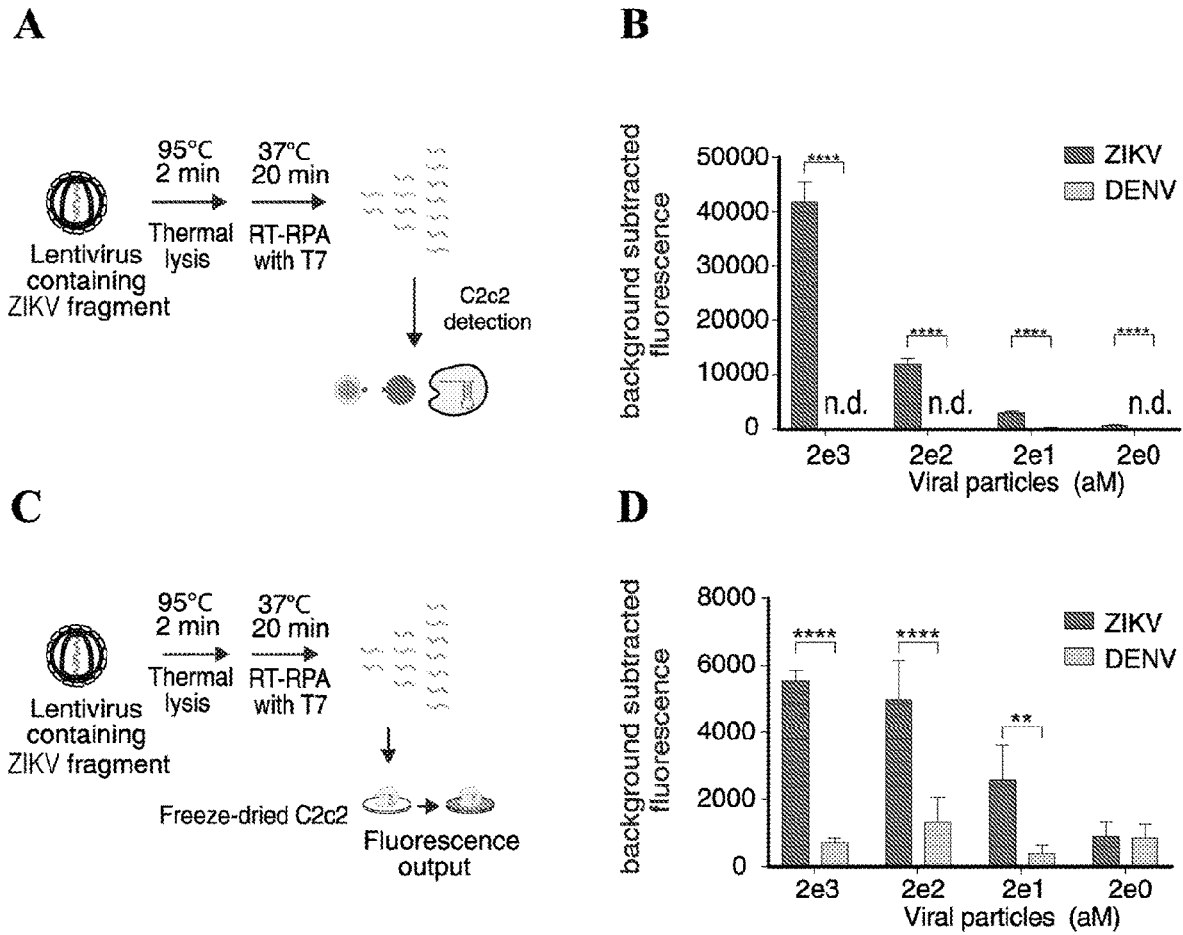 A
95°C
2 min
37°C
20 min
Thermal
lysis
RT-RPA
with T7
Lentivirus
containing
ZIKV fragment
C2c2
detection
B
background subtracted
fluorescence
50000
40000
30000
20000
10000
0
ZIKV
DENV
****
****
****
****
n.d.
n.d.
n.d.
2e3
2e2
2e1
2e0
Viral particles (aM)
C
95°C
2 min
37°C
20 min
Thermal
lysis
RT-RPA
with T7
Lentivirus
containing
ZIKV fragment
Freeze-dried C2c2
Fluorescence
output
D
background subtracted
fluorescence
8000
6000
4000
2000
0
ZIKV
DENV
****
****
**
2e3
2e2
2e1
2e0
Viral particles (aM)